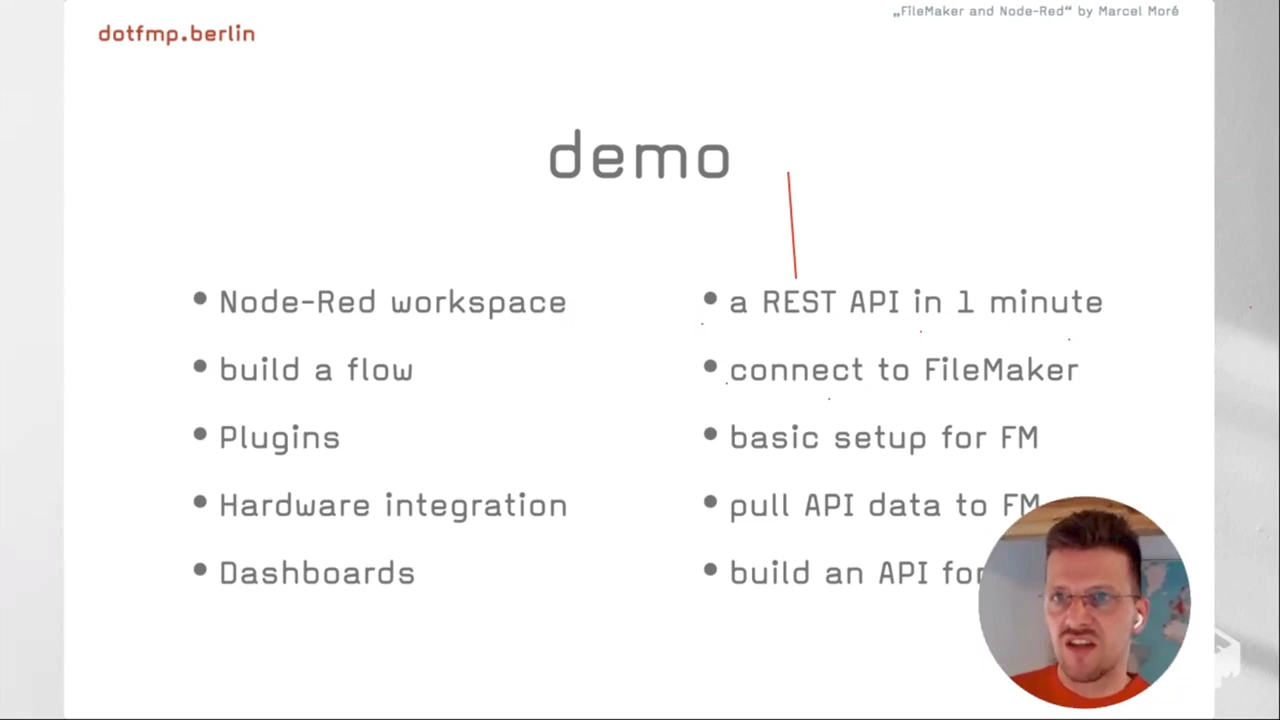 „FileMaker and Node-Red“ by Marcel Moré
dotfmp.berlin
demo
• Node-Red workspace
• build a flow
• Plugins
• Hardware integration
• Dashboards
• a REST API in 1 minute
• connect to FileMaker
• basic setup for FM
• pull API data to FM
• build an API for